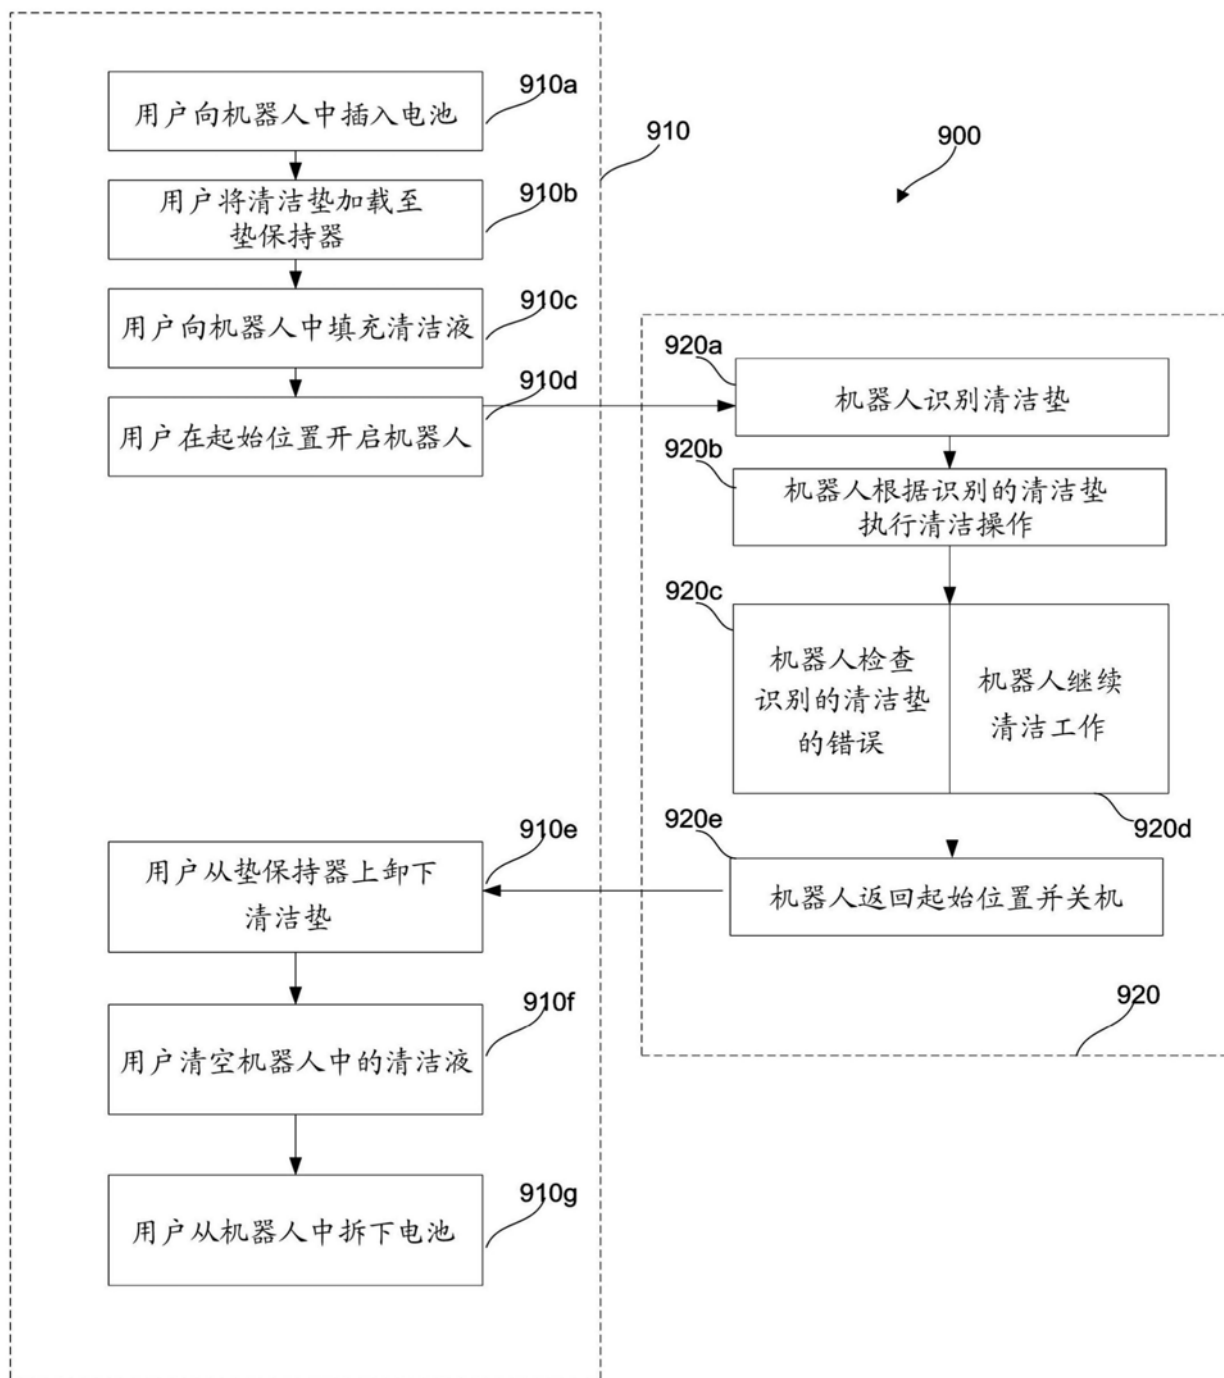 910a
用户向机器人中插入电池
910
900
910b
用户将清洁垫加载至
垫保持器
910c
用户向机器人中填充清洁液
910d
用户在起始位置开启机器人
920a
机器人识别清洁垫
920b
机器人根据识别的清洁垫
执行清洁操作
920c
机器人检查
识别的清洁垫
的错误
机器人继续
清洁工作
920d
920e
机器人返回起始位置并关机
910e
用户从垫保持器上卸下
清洁垫
920
910f
用户清空机器人中的清洁液
910g
用户从机器人中拆下电池